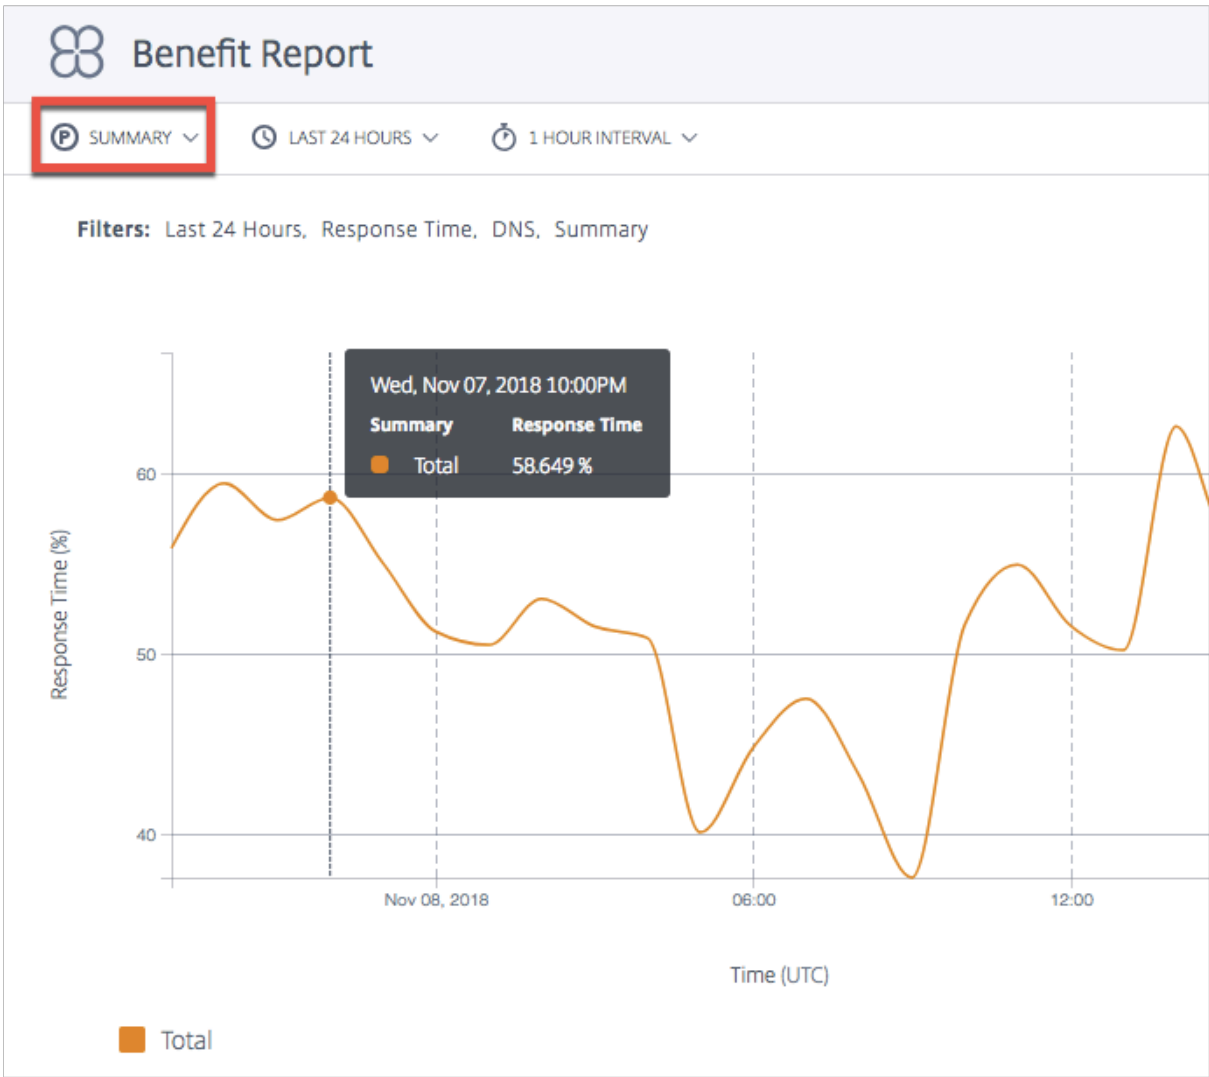 Benefit Report
P SUMMARY LAST 24 HOURS 1 HOUR INTERVAL
Filters: Last 24 Hours, Response Time, DNS, Summary
Wed, Nov 07, 2018 10:00PM
Summary Response Time
Total 58.649 %
60
50
40
Response Time (%)
Nov 08, 2018 06:00 12:00
Time (UTC)
Total